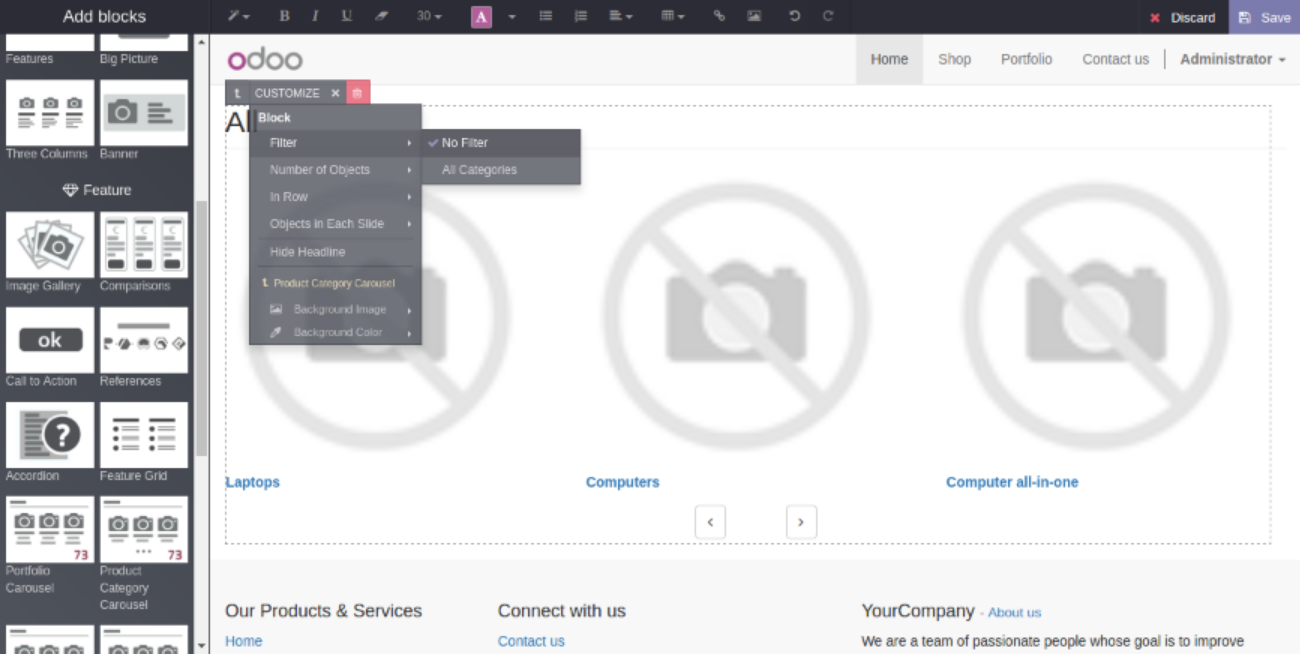 Add blocks
30
A
Discard
Save
Features
Big Picture
odoo
Home
Shop
Portfolio
Contact us
Administrator
CUSTOMIZE
All
Block
Filter
No Filter
Number of Objects
All Categories
In Row
Objects in Each Slide
Hide Headline
Product Category Carousel
Background Image
Background Color
Three Columns
Banner
Feature
Image Gallery
Comparisons
ok
Call to Action
References
?
Accordion
Feature Grid
73
73
Portfolio
Carousel
Product
Category
Carousel
Laptops
Computers
Computer all-in-one
Our Products & Services
Home
Connect with us
Contact us
YourCompany - About us
We are a team of passionate people whose goal is to improve